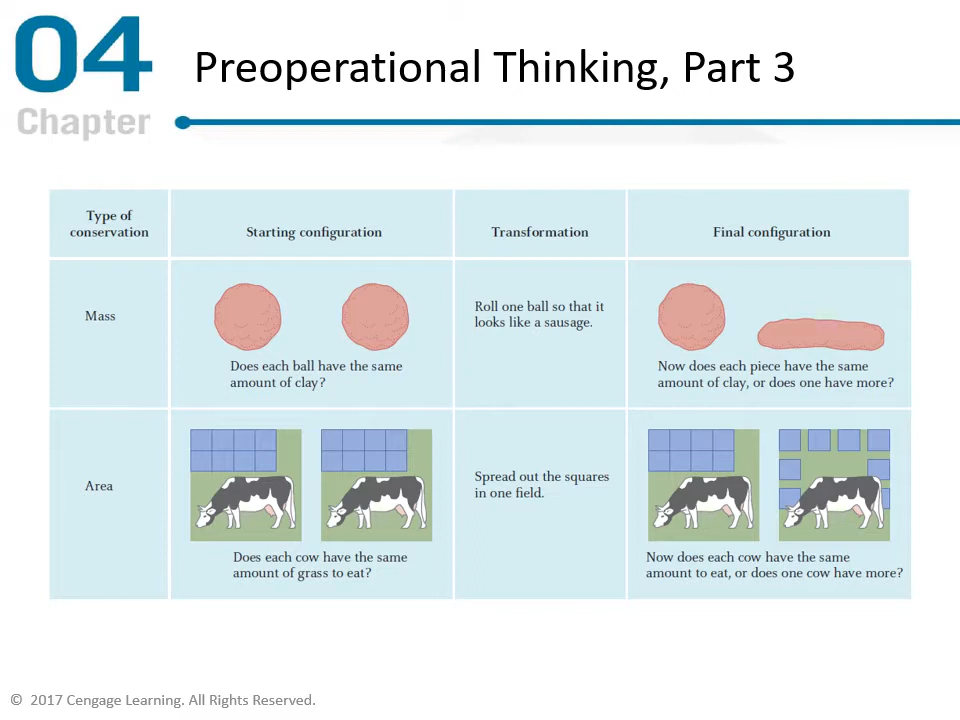 04
Chapter
Preoperational Thinking, Part 3
Type of
conservation
Starting configuration
Transformation
Final configuration
Mass
Does each ball have the same
amount of clay?
Roll one ball so that it
looks like a sausage.
Now does each piece have the same
amount of clay, or does one have more?
Area
Does each cow have the same
amount of grass to eat?
Spread out the squares
in one field.
Now does each cow have the same
amount to eat, or does one cow have more?
© 2017 Cengage Learning. All Rights Reserved.